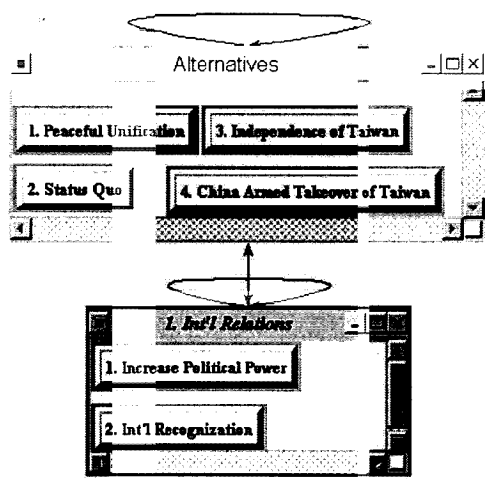 Alternatives
1. Peaceful Unification
3. Independence of Taiwan
2. Status Quo
4. China Armed Takeover of Taiwan
1. Int'l Relations
1. Increase Political Power
2. Int'l Recognization